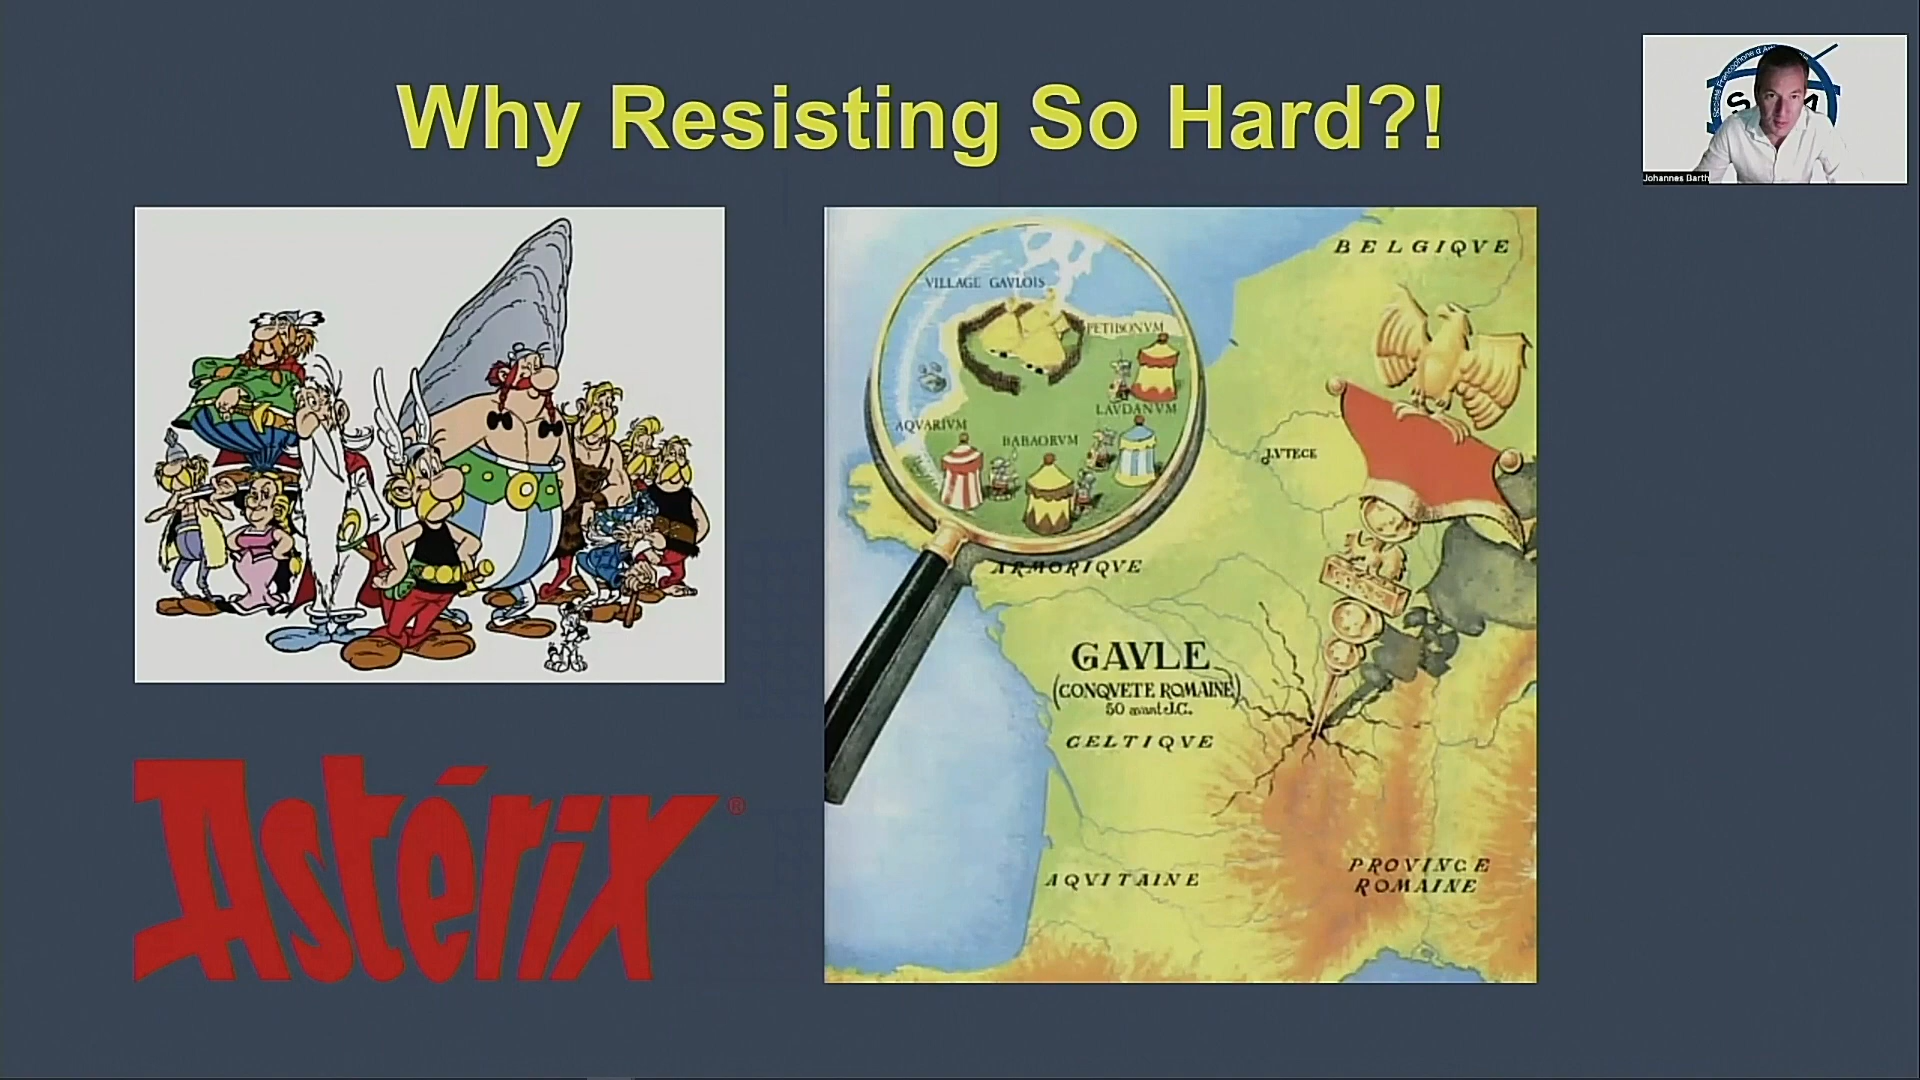 Why Resisting So Hard?!
Johannes Barth
BELGIQVE
VILLAGE GAVLOIS
PETIBONVM
LAVDANVM
AQVARIVM
BABAORVM
LVTECE
ARMORIQVE
GAVLE
(CONQVETE ROMAINE)
50 avant J.C.
CELTIQVE
Astérix®
AQVITAINE
PROVINCE
ROMAINE